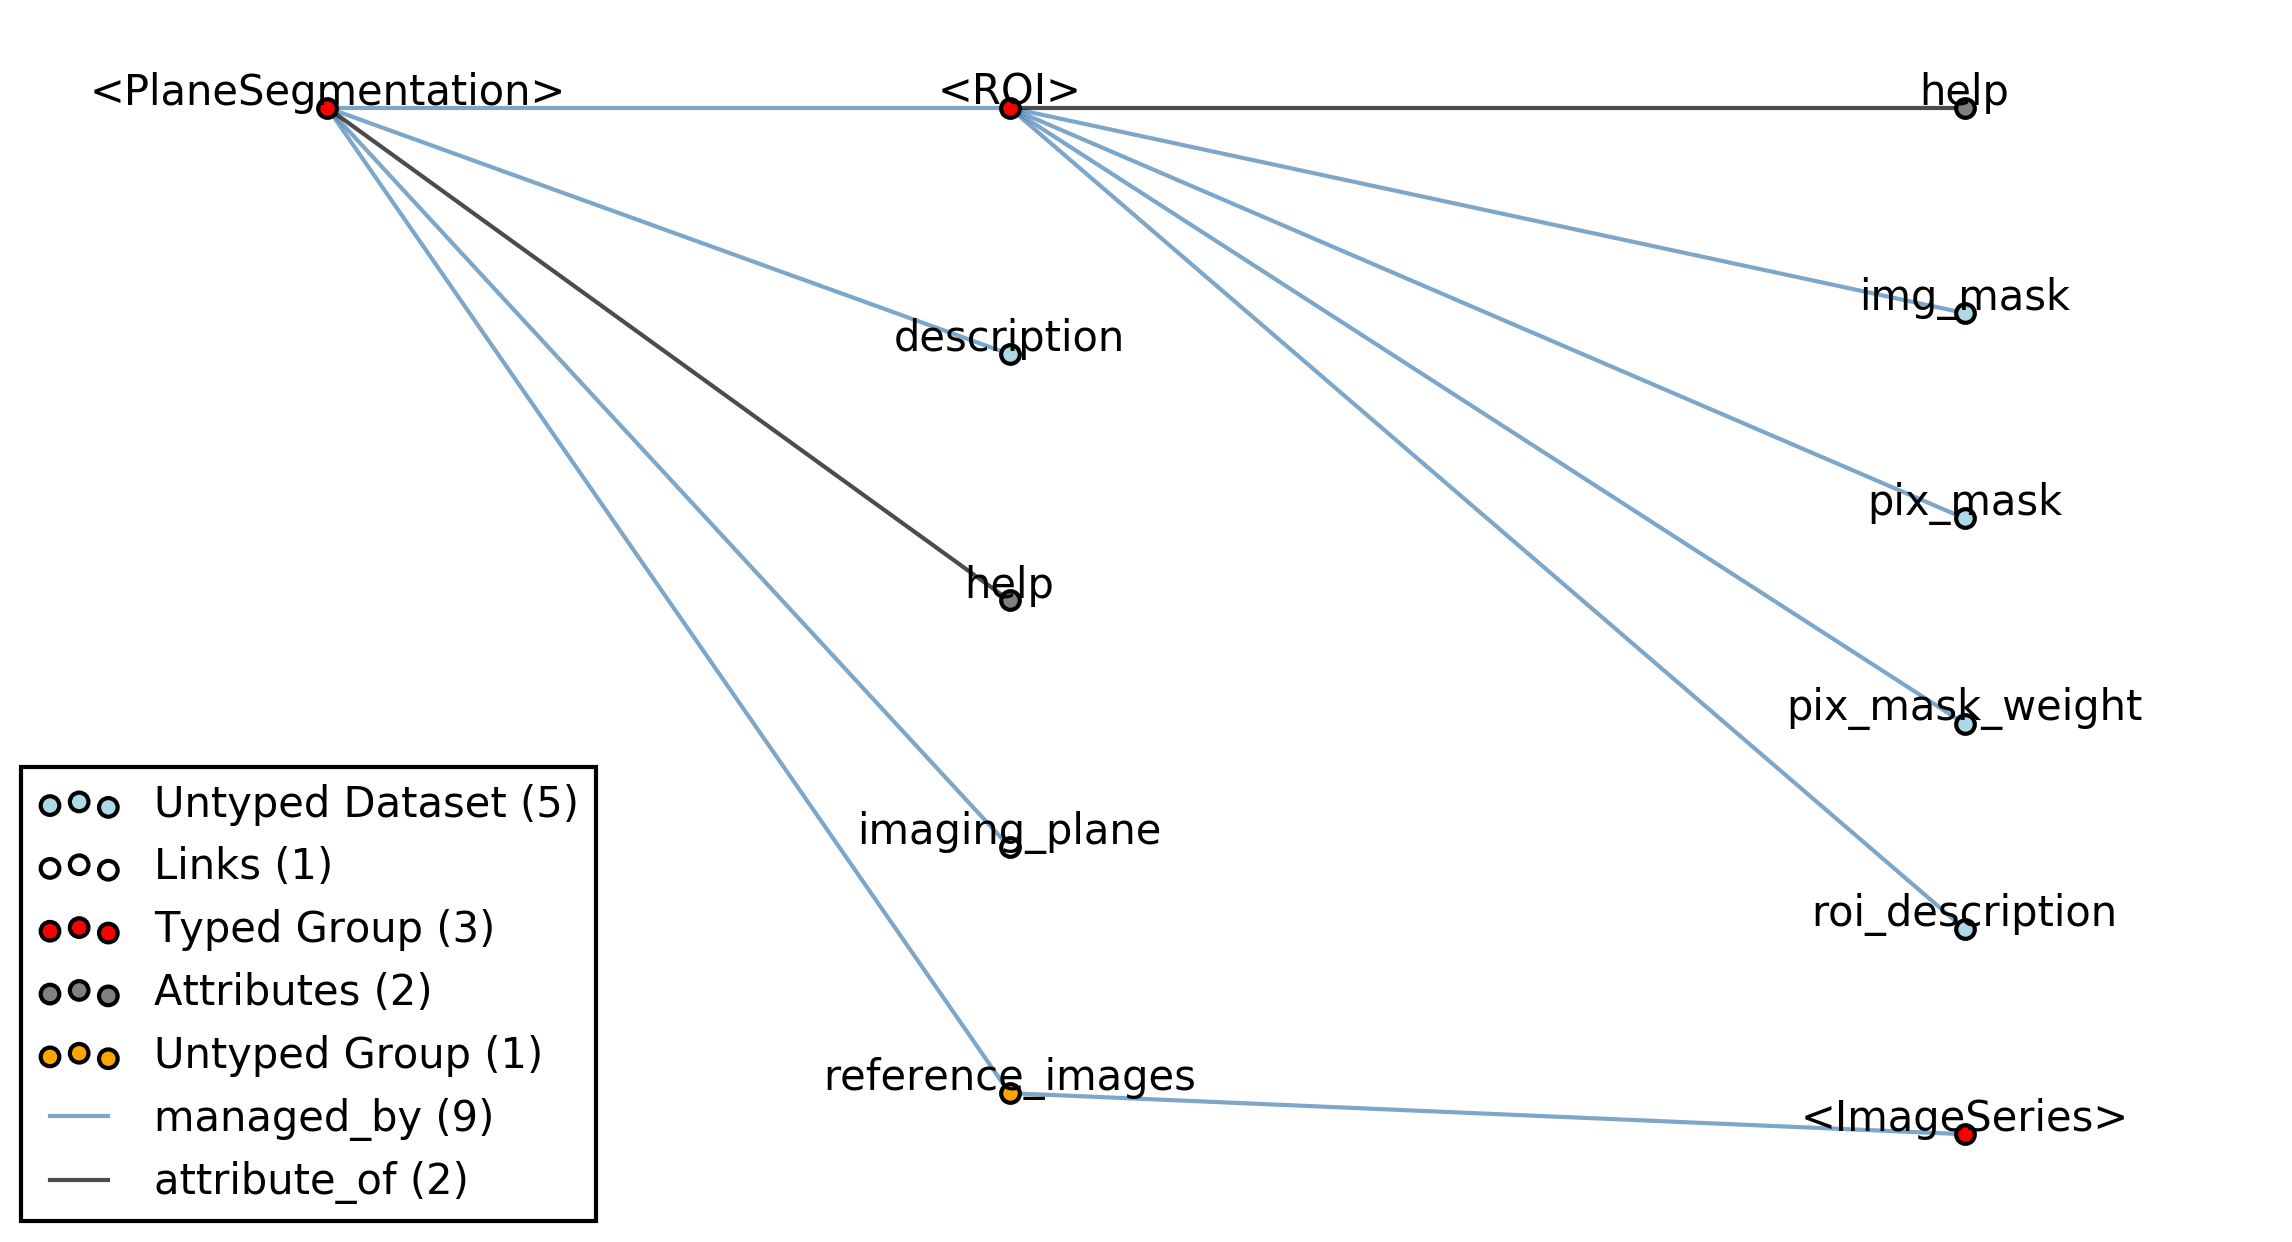 <PlaneSegmentation>
<ROI>
help
img_mask
description
pix_mask
help
pix_mask_weight
imaging_plane
roi_description
reference_images
<ImageSeries>
Untyped Dataset (5)
Links (1)
Typed Group (3)
Attributes (2)
Untyped Group (1)
managed_by (9)
attribute_of (2)